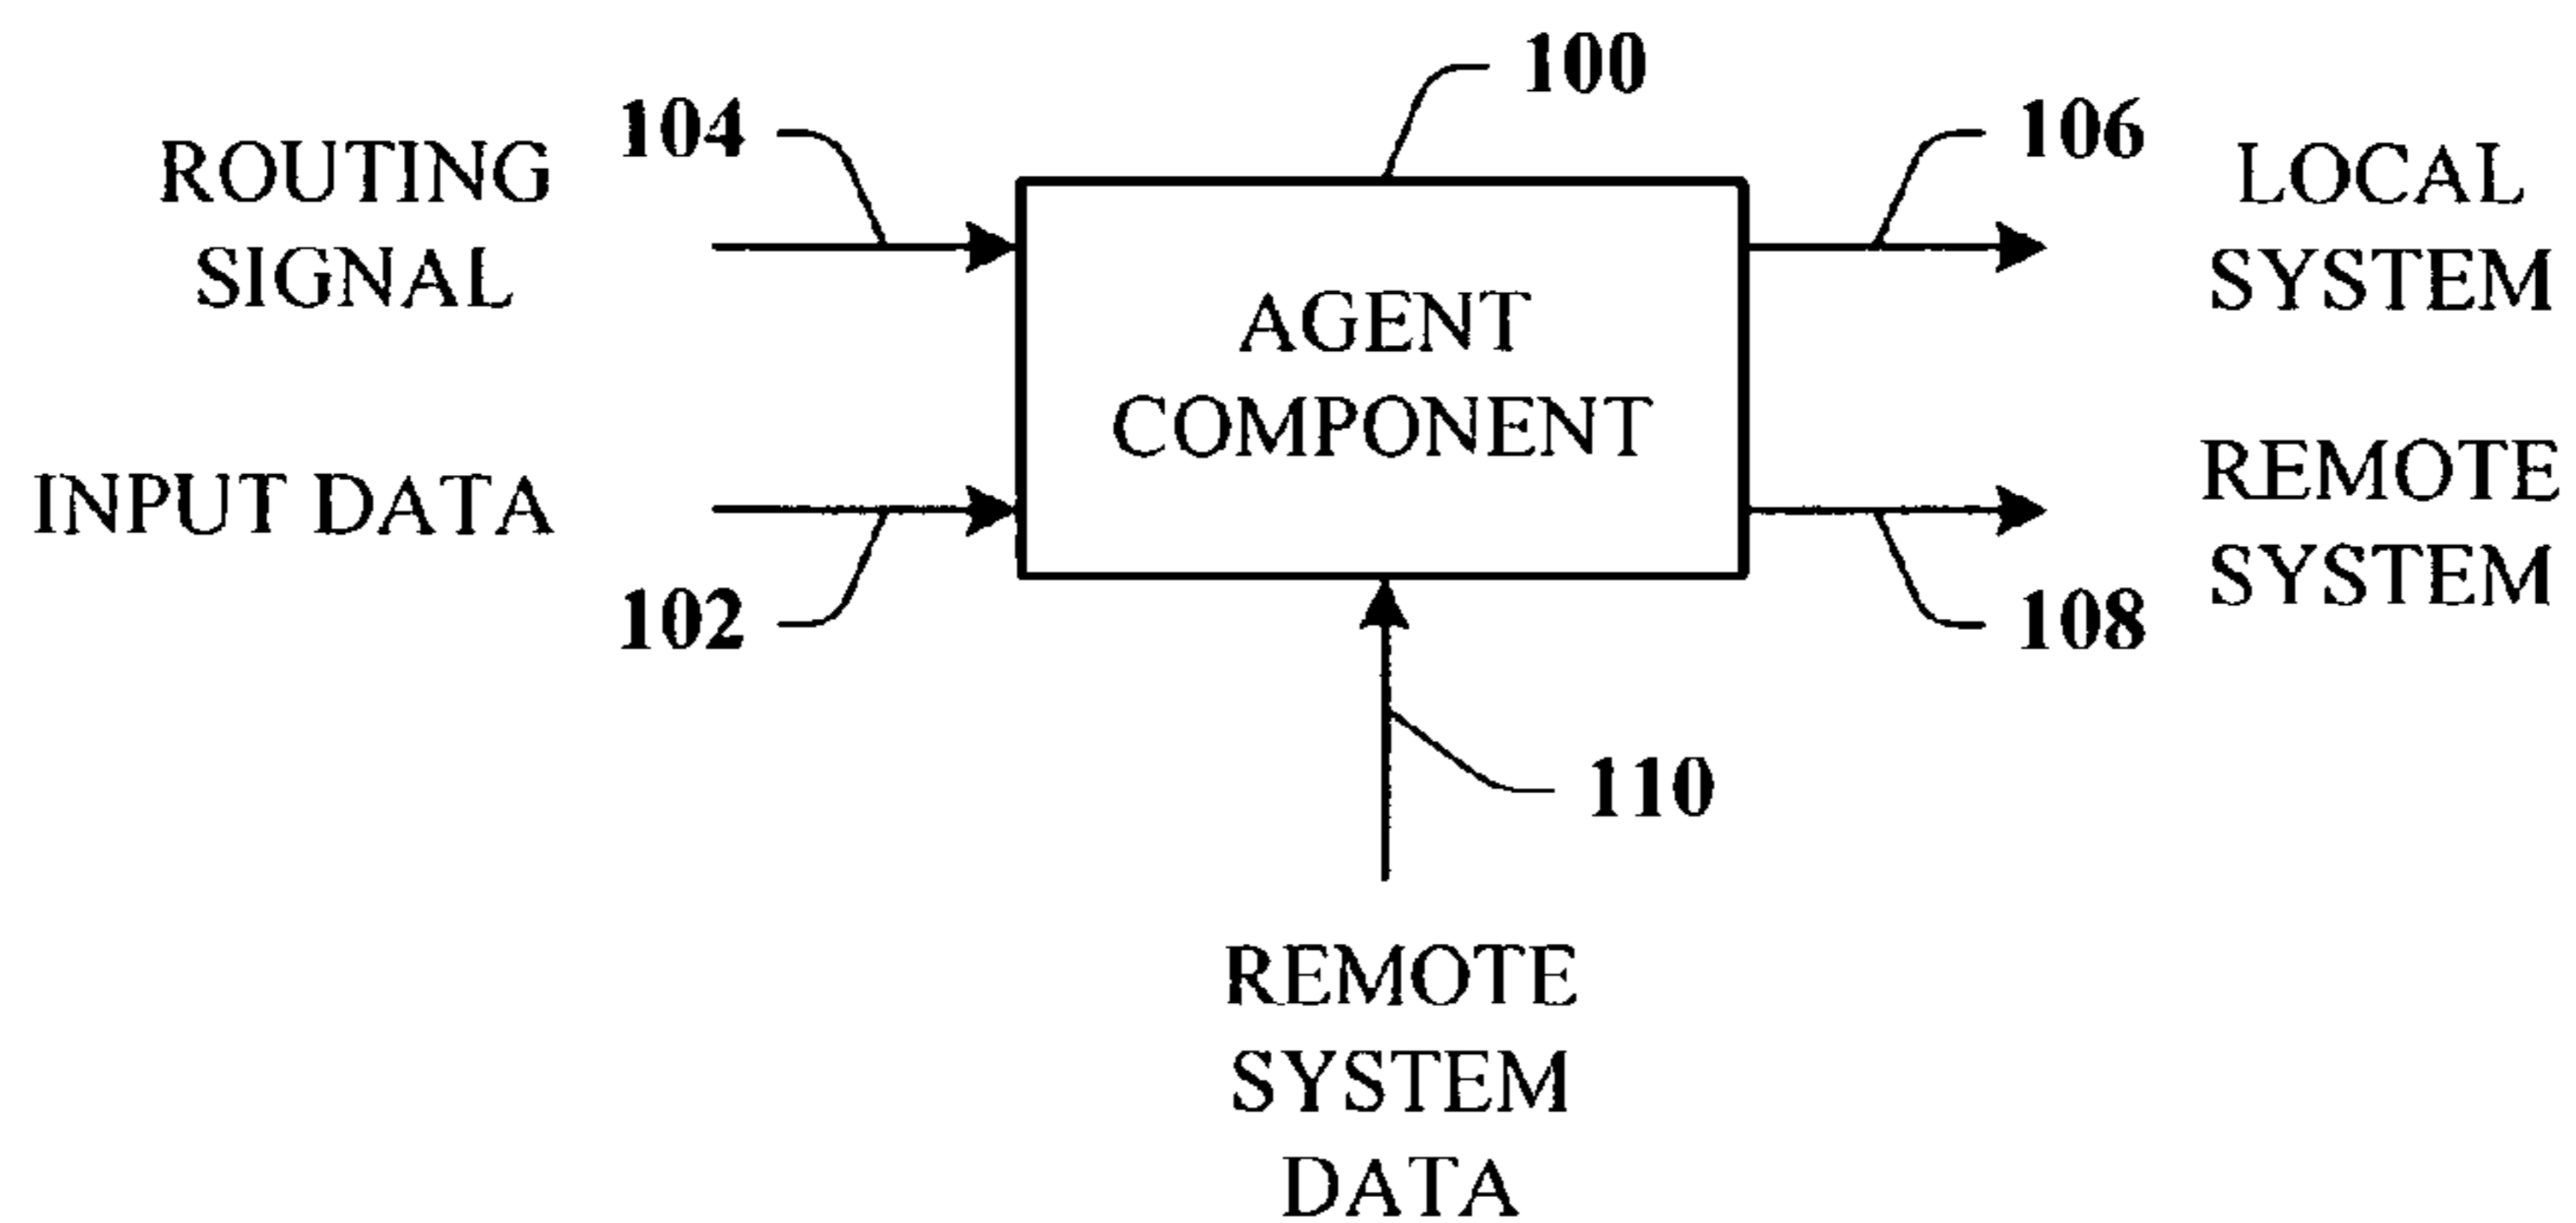 100
104
106
ROUTING
SIGNAL
LOCAL
SYSTEM
AGENT
COMPONENT
INPUT DATA
REMOTE
SYSTEM
102
108
110
REMOTE
SYSTEM
DATA